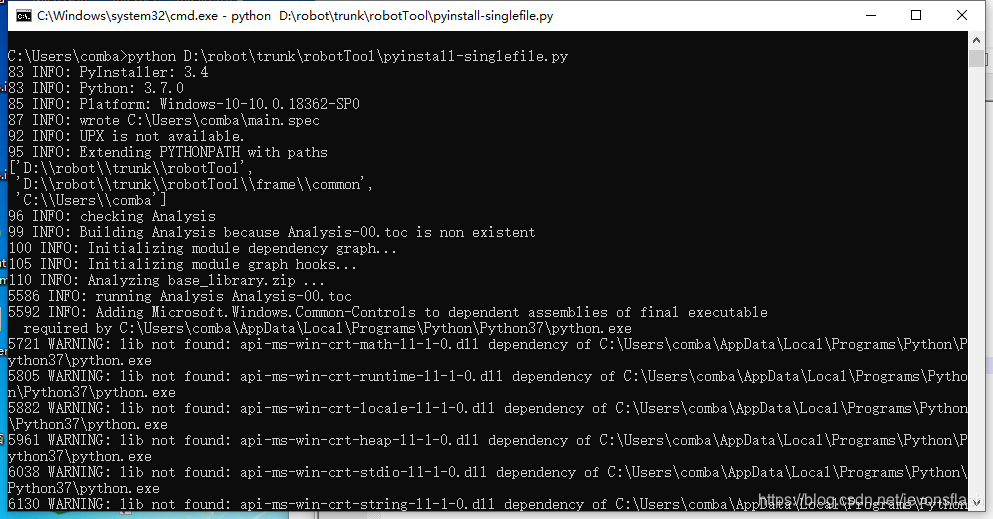 C:\Windows\system32\cmd.exe - python D:\robot\trunk\robotTool\pyinstall-singlefile.py
C:\Users\comba>python D:\robot\trunk\robotTool\pyinstall-singlefile.py
83 INFO: PyInstaller: 3.4
83 INFO: Python: 3.7.0
85 INFO: Platform: Windows-10-10.0.18362-SP0
87 INFO: wrote C:\Users\comba\main.spec
92 INFO: UPX is not available.
95 INFO: Extending PYTHONPATH with paths
['D:\\robot\\trunk\\robotTool',
'D:\\robot\\trunk\\robotTool\\frame\\common',
'C:\\Users\\comba']
96 INFO: checking Analysis
99 INFO: Building Analysis because Analysis-00.toc is non existent
100 INFO: Initializing module dependency graph...
105 INFO: Initializing module graph hooks...
110 INFO: Analyzing base_library.zip ...
5586 INFO: running Analysis Analysis-00.toc
5592 INFO: Adding Microsoft.Windows.Common-Controls to dependent assemblies of final executable
required by C:\Users\comba\AppData\Local\Programs\Python\Python37\python.exe
5721 WARNING: lib not found: api-ms-win-crt-math-l1-1-0.dll dependency of C:\Users\comba\AppData\Local\Programs\Python\P
ython37\python.exe
5805 WARNING: lib not found: api-ms-win-crt-runtime-l1-1-0.dll dependency of C:\Users\comba\AppData\Local\Programs\Pytho
n\Python37\python.exe
5882 WARNING: lib not found: api-ms-win-crt-locale-l1-1-0.dll dependency of C:\Users\comba\AppData\Local\Programs\Python
\Python37\python.exe
5961 WARNING: lib not found: api-ms-win-crt-heap-l1-1-0.dll dependency of C:\Users\comba\AppData\Local\Programs\Python\P
ython37\python.exe
6038 WARNING: lib not found: api-ms-win-crt-stdio-l1-1-0.dll dependency of C:\Users\comba\AppData\Local\Programs\Python\
Python37\python.exe
6130 WARNING: lib not found: api-ms-win-crt-string-l1-1-0.dll dependency of C:\Users\comba\AppData\Local\Programs\Python
https://blog.csdn.net/jevonsfla